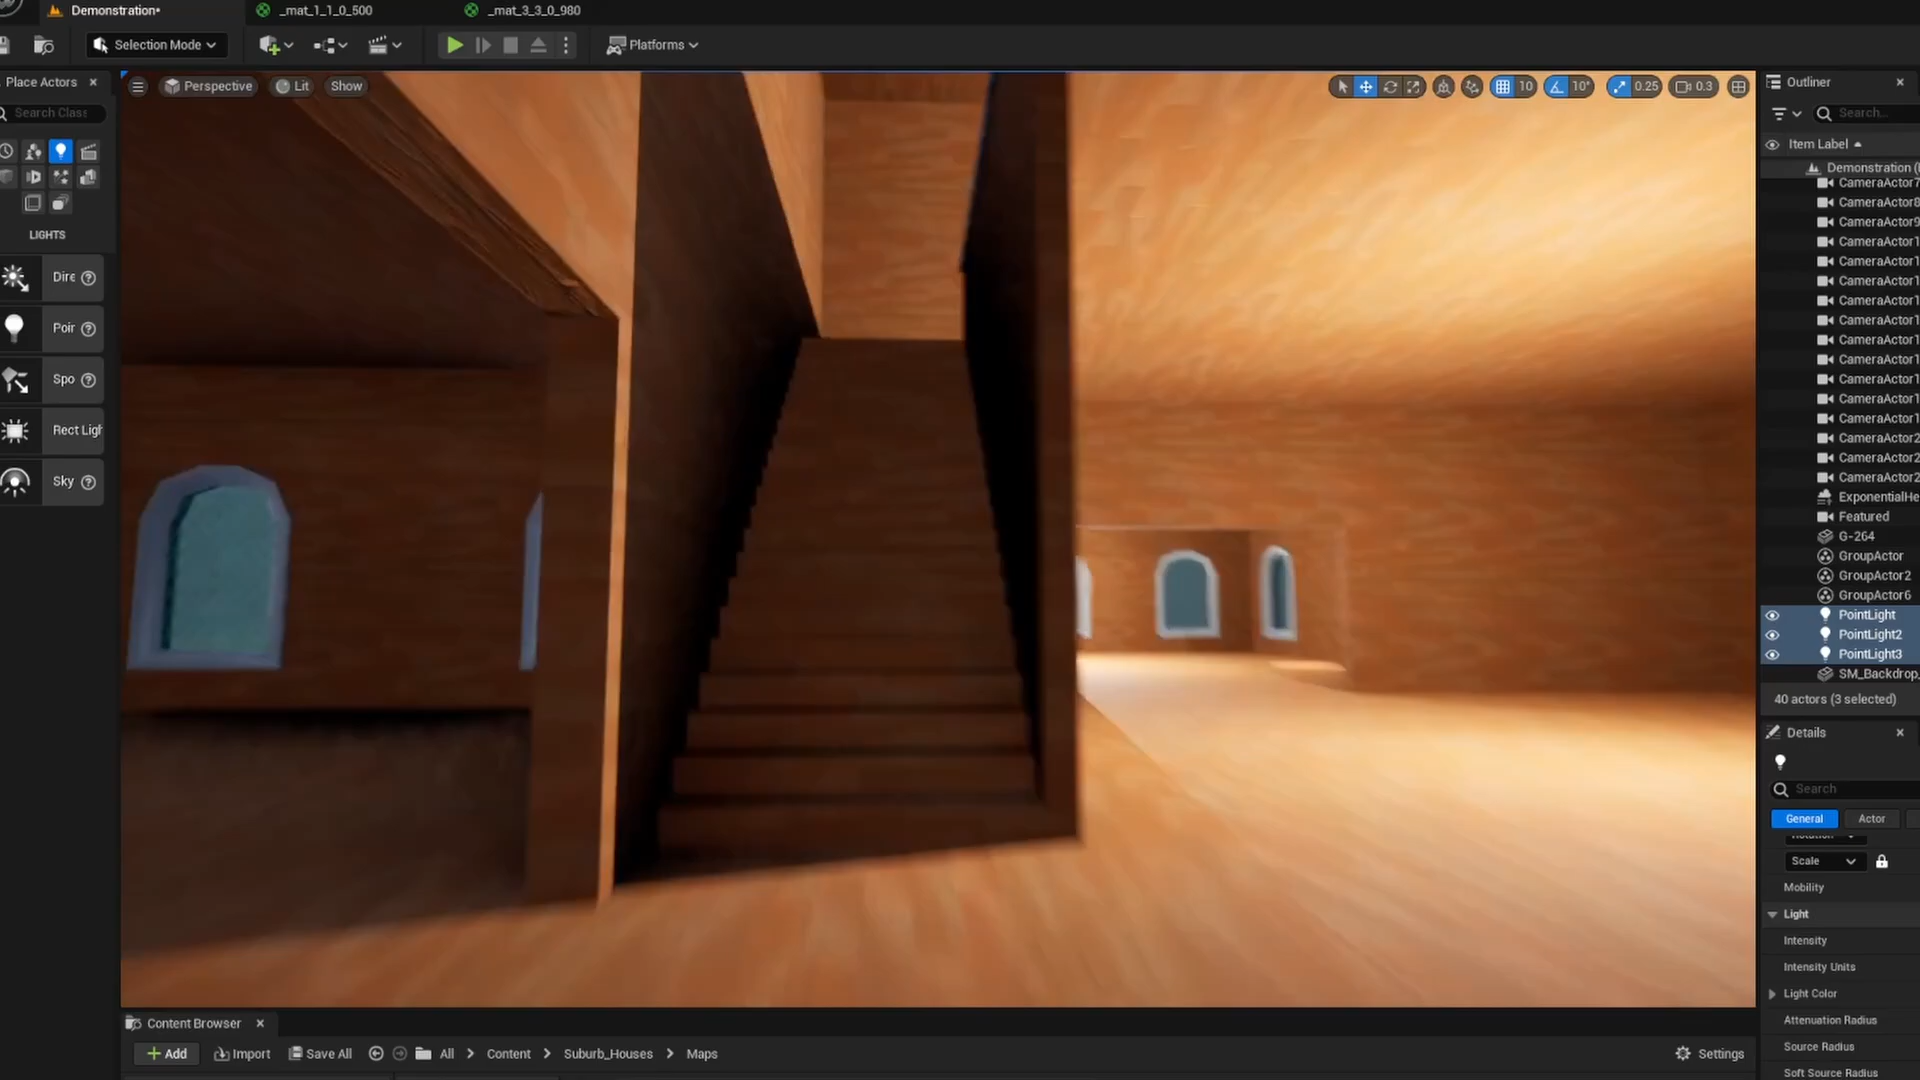 Demonstration*
_mat_1_1_0_500
_mat_3_3_0_980
Selection Mode
Platforms
Place Actors
Search Class
LIGHTS
Dire
Poir
Spo
Rect Ligh
Sky
Perspective
Lit
Show
10
10°
0.25
0.3
Outliner
Search...
Item Label
Demonstration (
CameraActor7
CameraActor8
CameraActor9
CameraActor1
CameraActor1
CameraActor1
CameraActor1
CameraActor1
CameraActor1
CameraActor1
CameraActor1
CameraActor1
CameraActor1
CameraActor2
CameraActor2
CameraActor2
ExponentialHe
Featured
G-264
GroupActor
GroupActor2
GroupActor6
PointLight
PointLight2
PointLight3
SM_Backdrop_
40 actors (3 selected)
Details
Search
General
Actor
Rotation
Scale
Mobility
Light
Intensity
Intensity Units
Light Color
Attenuation Radius
Source Radius
Soft Source Radius
Content Browser
Add
Import
Save All
All
Content
Suburb_Houses
Maps
Settings